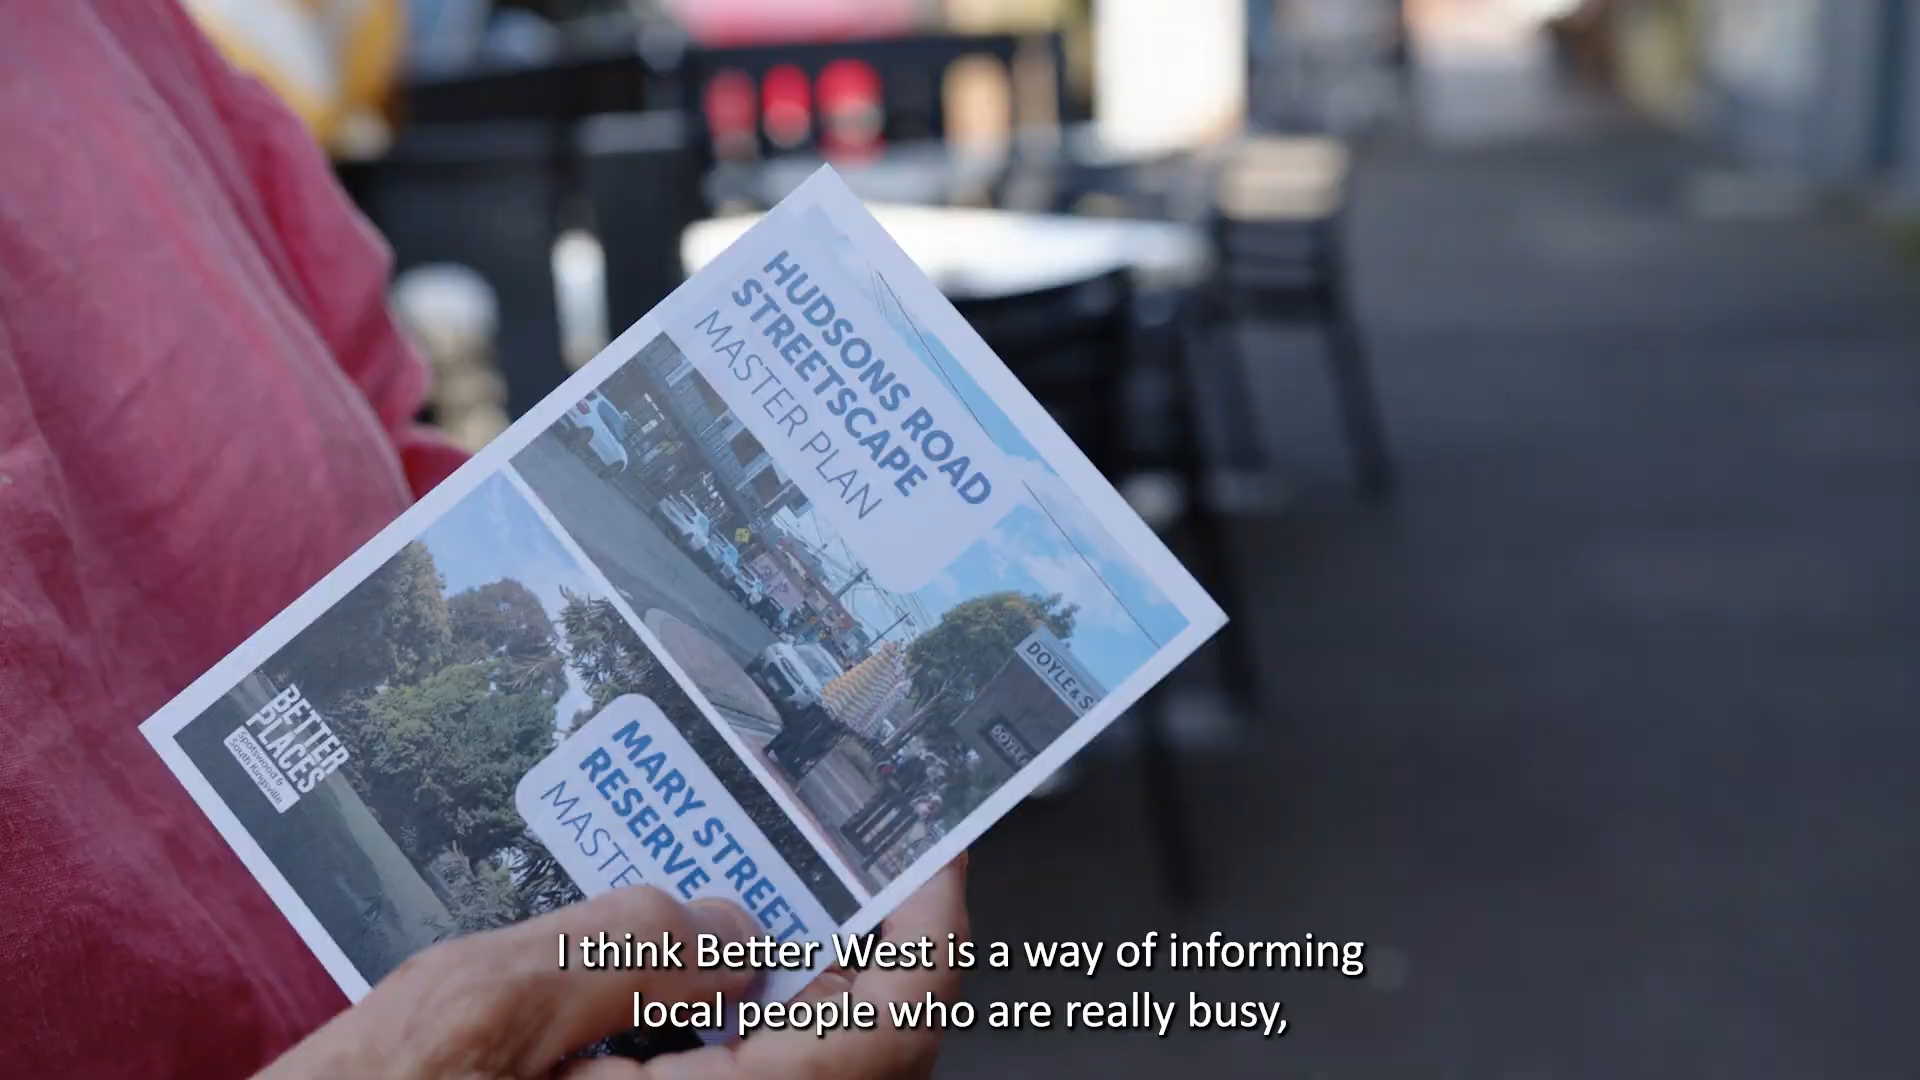 HUDSONS ROAD
STREETSCAPE
MASTER PLAN
DOYLE & S
BETTER
PLACES
Spotswood &
South Kingsville
MARY STREET
RESERVE
MASTE
I think Better West is a way of informing
local people who are really busy,